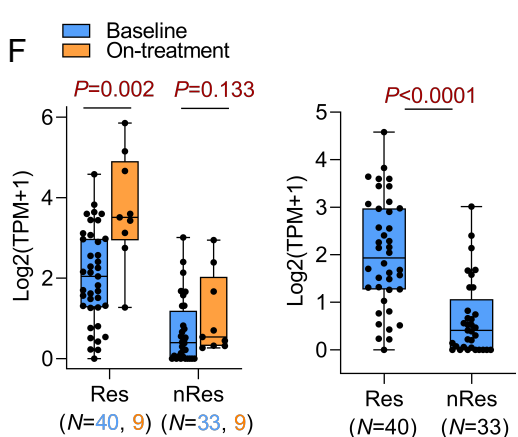 F
Baseline
On-treatment
P=0.002 P=0.133
Log2(TPM+1)
6
4
2
0
Res nRes
(N=40, 9) (N=33, 9)
P<0.0001
Log2(TPM+1)
5
4
3
2
1
0
Res nRes
(N=40) (N=33)